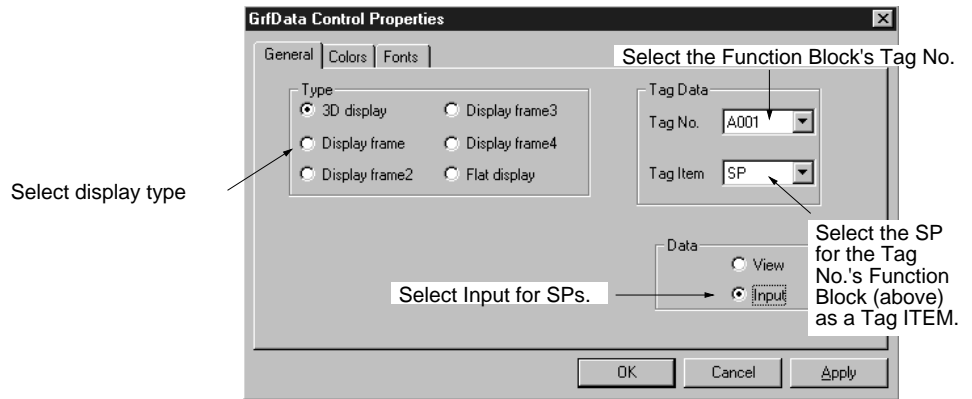 GrfData Control Properties
General Colors Fonts
Select the Function Block's Tag No.
Type
3D display Display frame3
Display frame Display frame4
Display frame2 Flat display
Tag Data
Tag No. A001
Tag Item SP
Select display type
Select the SP
for the Tag
No.'s Function
Block (above)
as a Tag ITEM.
Data
View
Input
Select Input for SPs.
OK Cancel Apply